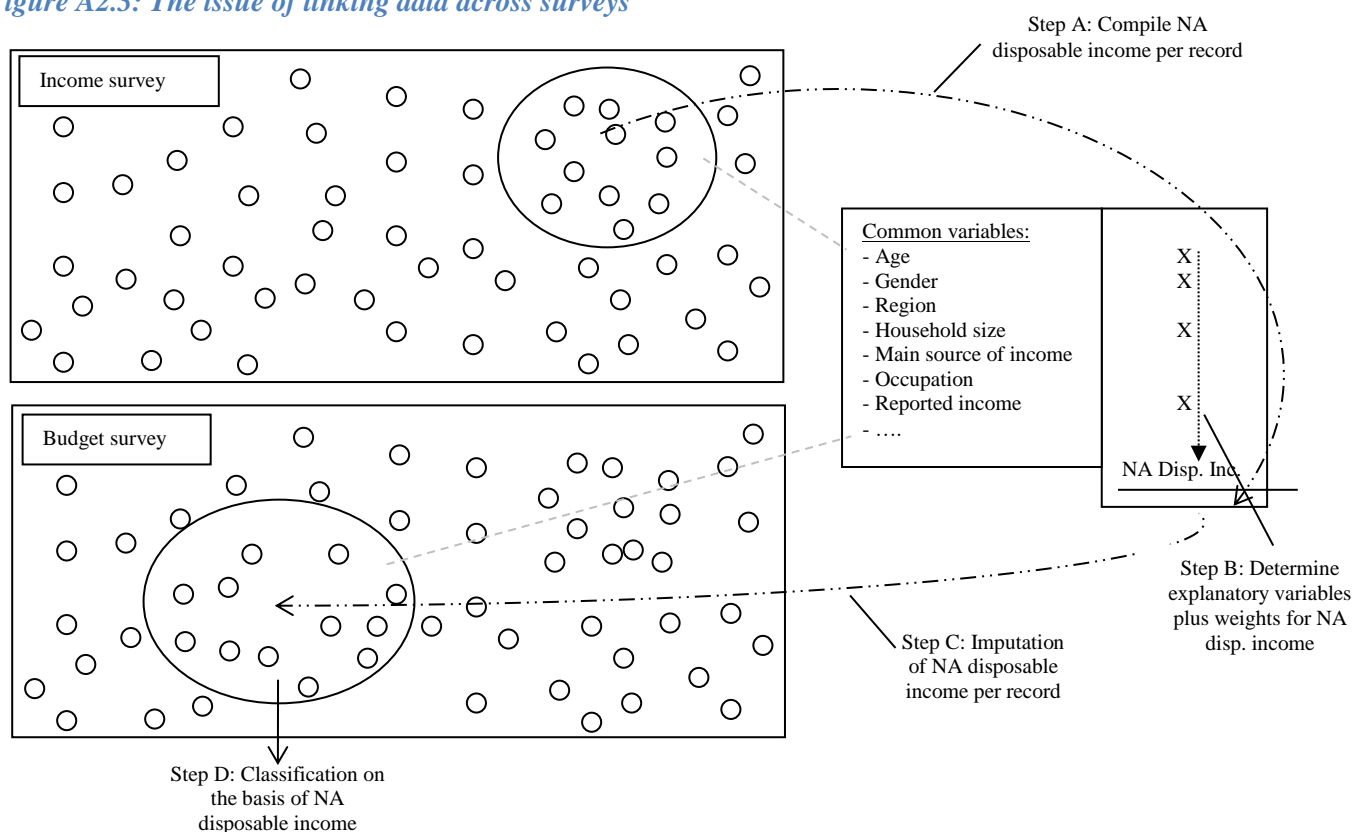 igure A2.3: The issue of linking data across surveys
Step A: Compile NA
disposable income per record
Income survey
Common variables:
- Age
- Gender
- Region
- Household size
- Main source of income
- Occupation
- Reported income
- ….
X
X
X
X
NA Disp. Inc.
Budget survey
Step B: Determine
explanatory variables
plus weights for NA
disp. income
Step C: Imputation
of NA disposable
income per record
Step D: Classification on
the basis of NA
disposable income